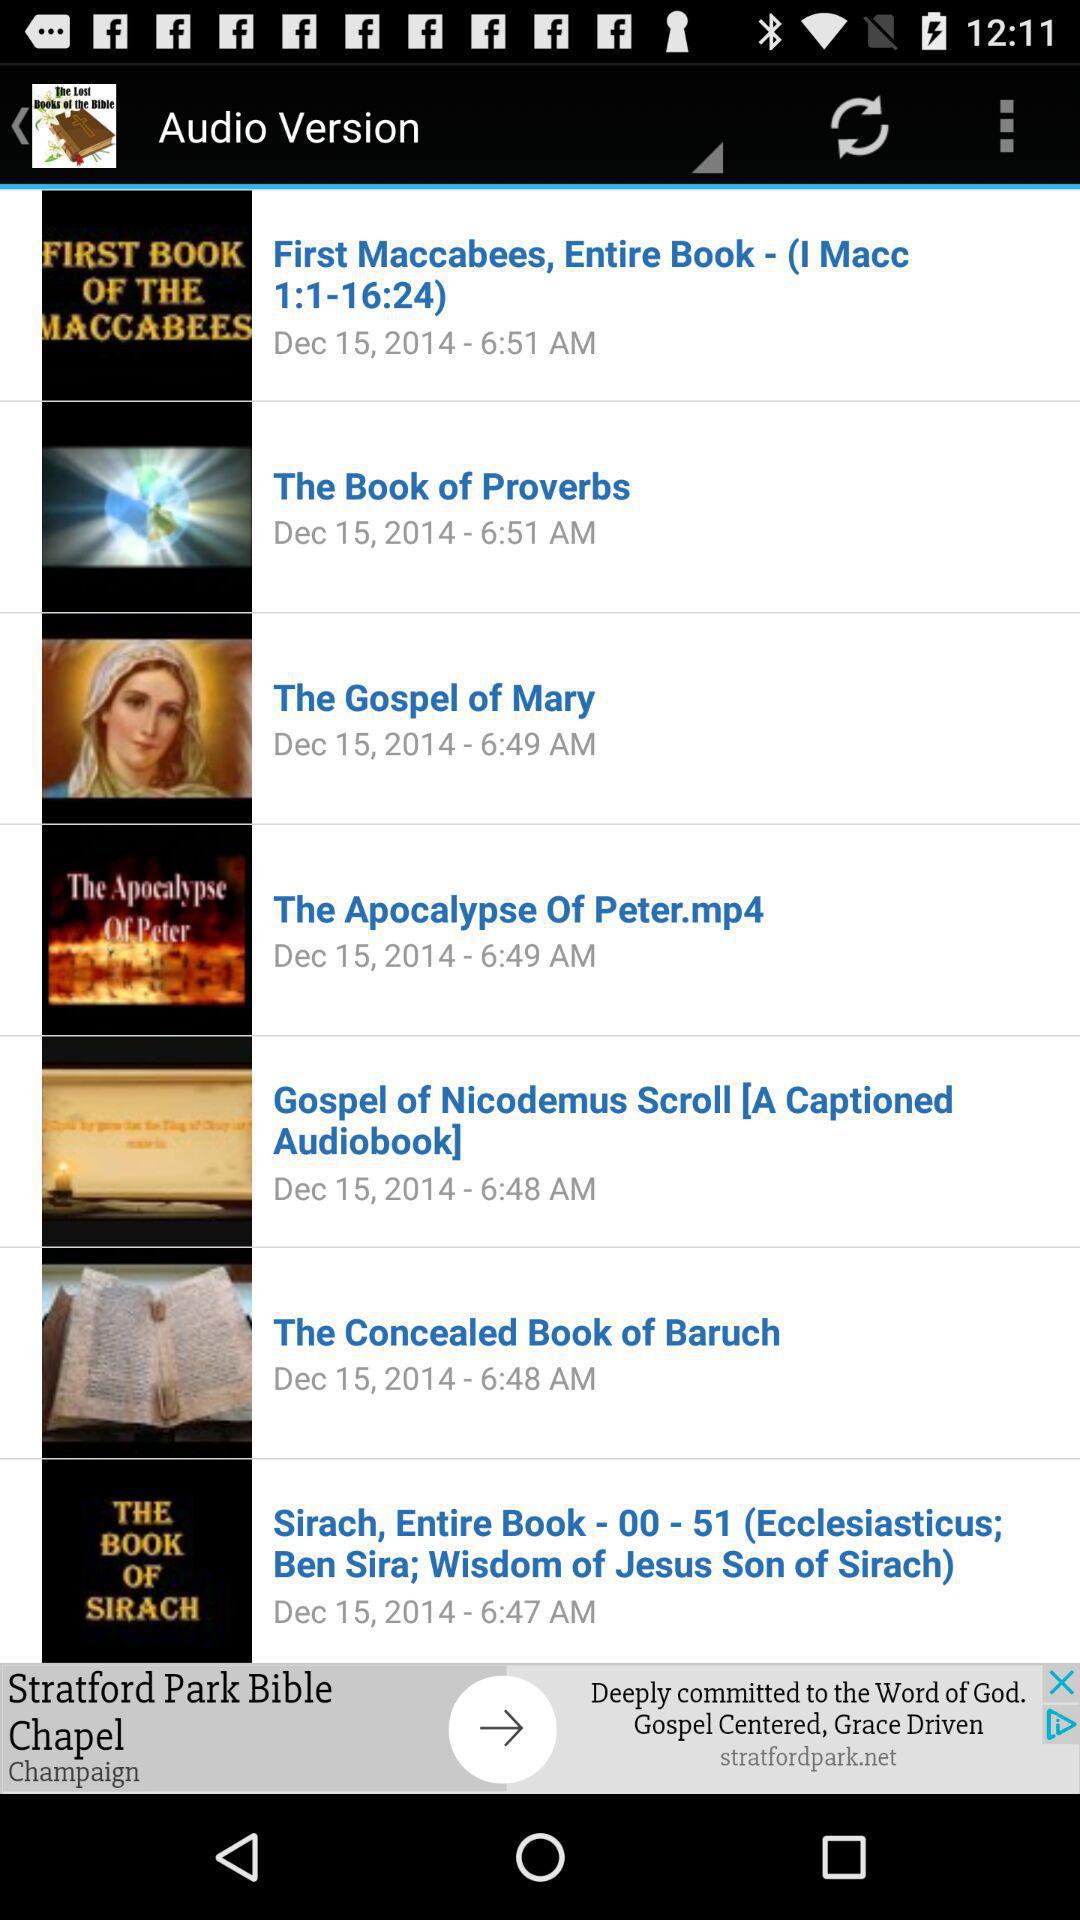 12:11
The Lost
Books of the Bible
Audio Version
FIRST BOOK
OF THE
MACCABEES
First Maccabees, Entire Book - (I Macc
1:1-16:24)
Dec 15, 2014 - 6:51 AM
The Book of Proverbs
Dec 15, 2014 - 6:51 AM
The Gospel of Mary
Dec 15, 2014 - 6:49 AM
The Apocalypse
Of Peter
The Apocalypse Of Peter.mp4
Dec 15, 2014 - 6:49 AM
Gospel of Nicodemus Scroll [A Captioned
Audiobook]
Dec 15, 2014 - 6:48 AM
The Concealed Book of Baruch
Dec 15, 2014 - 6:48 AM
THE
BOOK
OF
SIRACH
Sirach, Entire Book - 00 - 51 (Ecclesiasticus;
Ben Sira; Wisdom of Jesus Son of Sirach)
Dec 15, 2014 - 6:47 AM
Stratford Park Bible
Chapel
Champaign
Deeply committed to the Word of God.
Gospel Centered, Grace Driven
stratfordpark.net